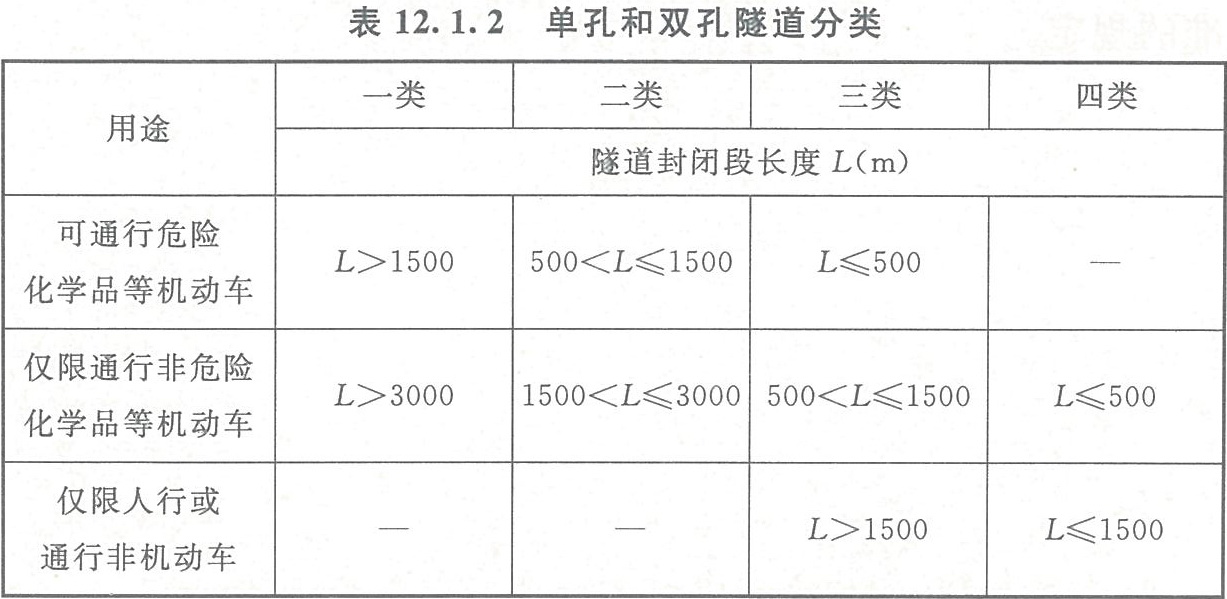 表 12.1.2 单孔和双孔隧道分类
用途
一类 二类 三类 四类
隧道封闭段长度 L(m)
可通行危险
化学品等机动车
L>1500 500<L≤1500 L≤500 —
仅限通行非危险
化学品等机动车
L>3000 1500<L≤3000 500<L≤1500 L≤500
仅限人行或
通行非机动车
— — L>1500 L≤1500